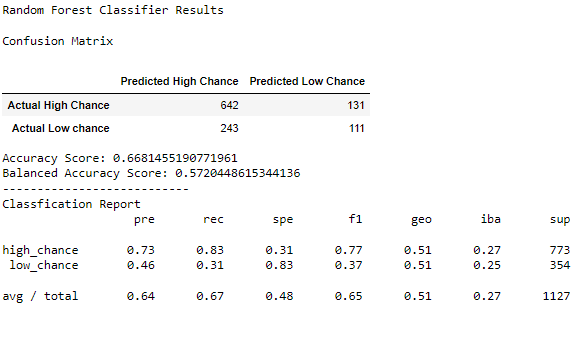 Random Forest Classifier Results
Confusion Matrix
Predicted High Chance Predicted Low Chance
Actual High Chance 642 131
Actual Low chance 243 111
Accuracy Score: 0.6681455190771961
Balanced Accuracy Score: 0.5720448615344136
---------------------------
Classfication Report
pre rec spe f1 geo iba sup
high_chance 0.73 0.83 0.31 0.77 0.51 0.27 773
low_chance 0.46 0.31 0.83 0.37 0.51 0.25 354
avg / total 0.64 0.67 0.48 0.65 0.51 0.27 1127